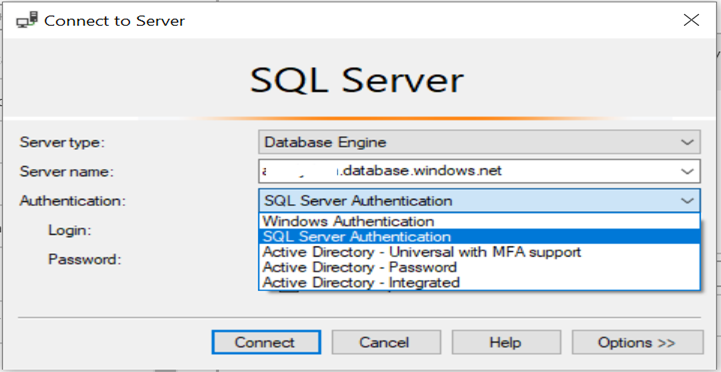 Connect to Server
SQL Server
Server type: Database Engine
Server name: .database.windows.net
Authentication: SQL Server Authentication
Windows Authentication
Login: SQL Server Authentication
Active Directory - Universal with MFA support
Password: Active Directory - Password
Active Directory - Integrated
Connect Cancel Help Options >>